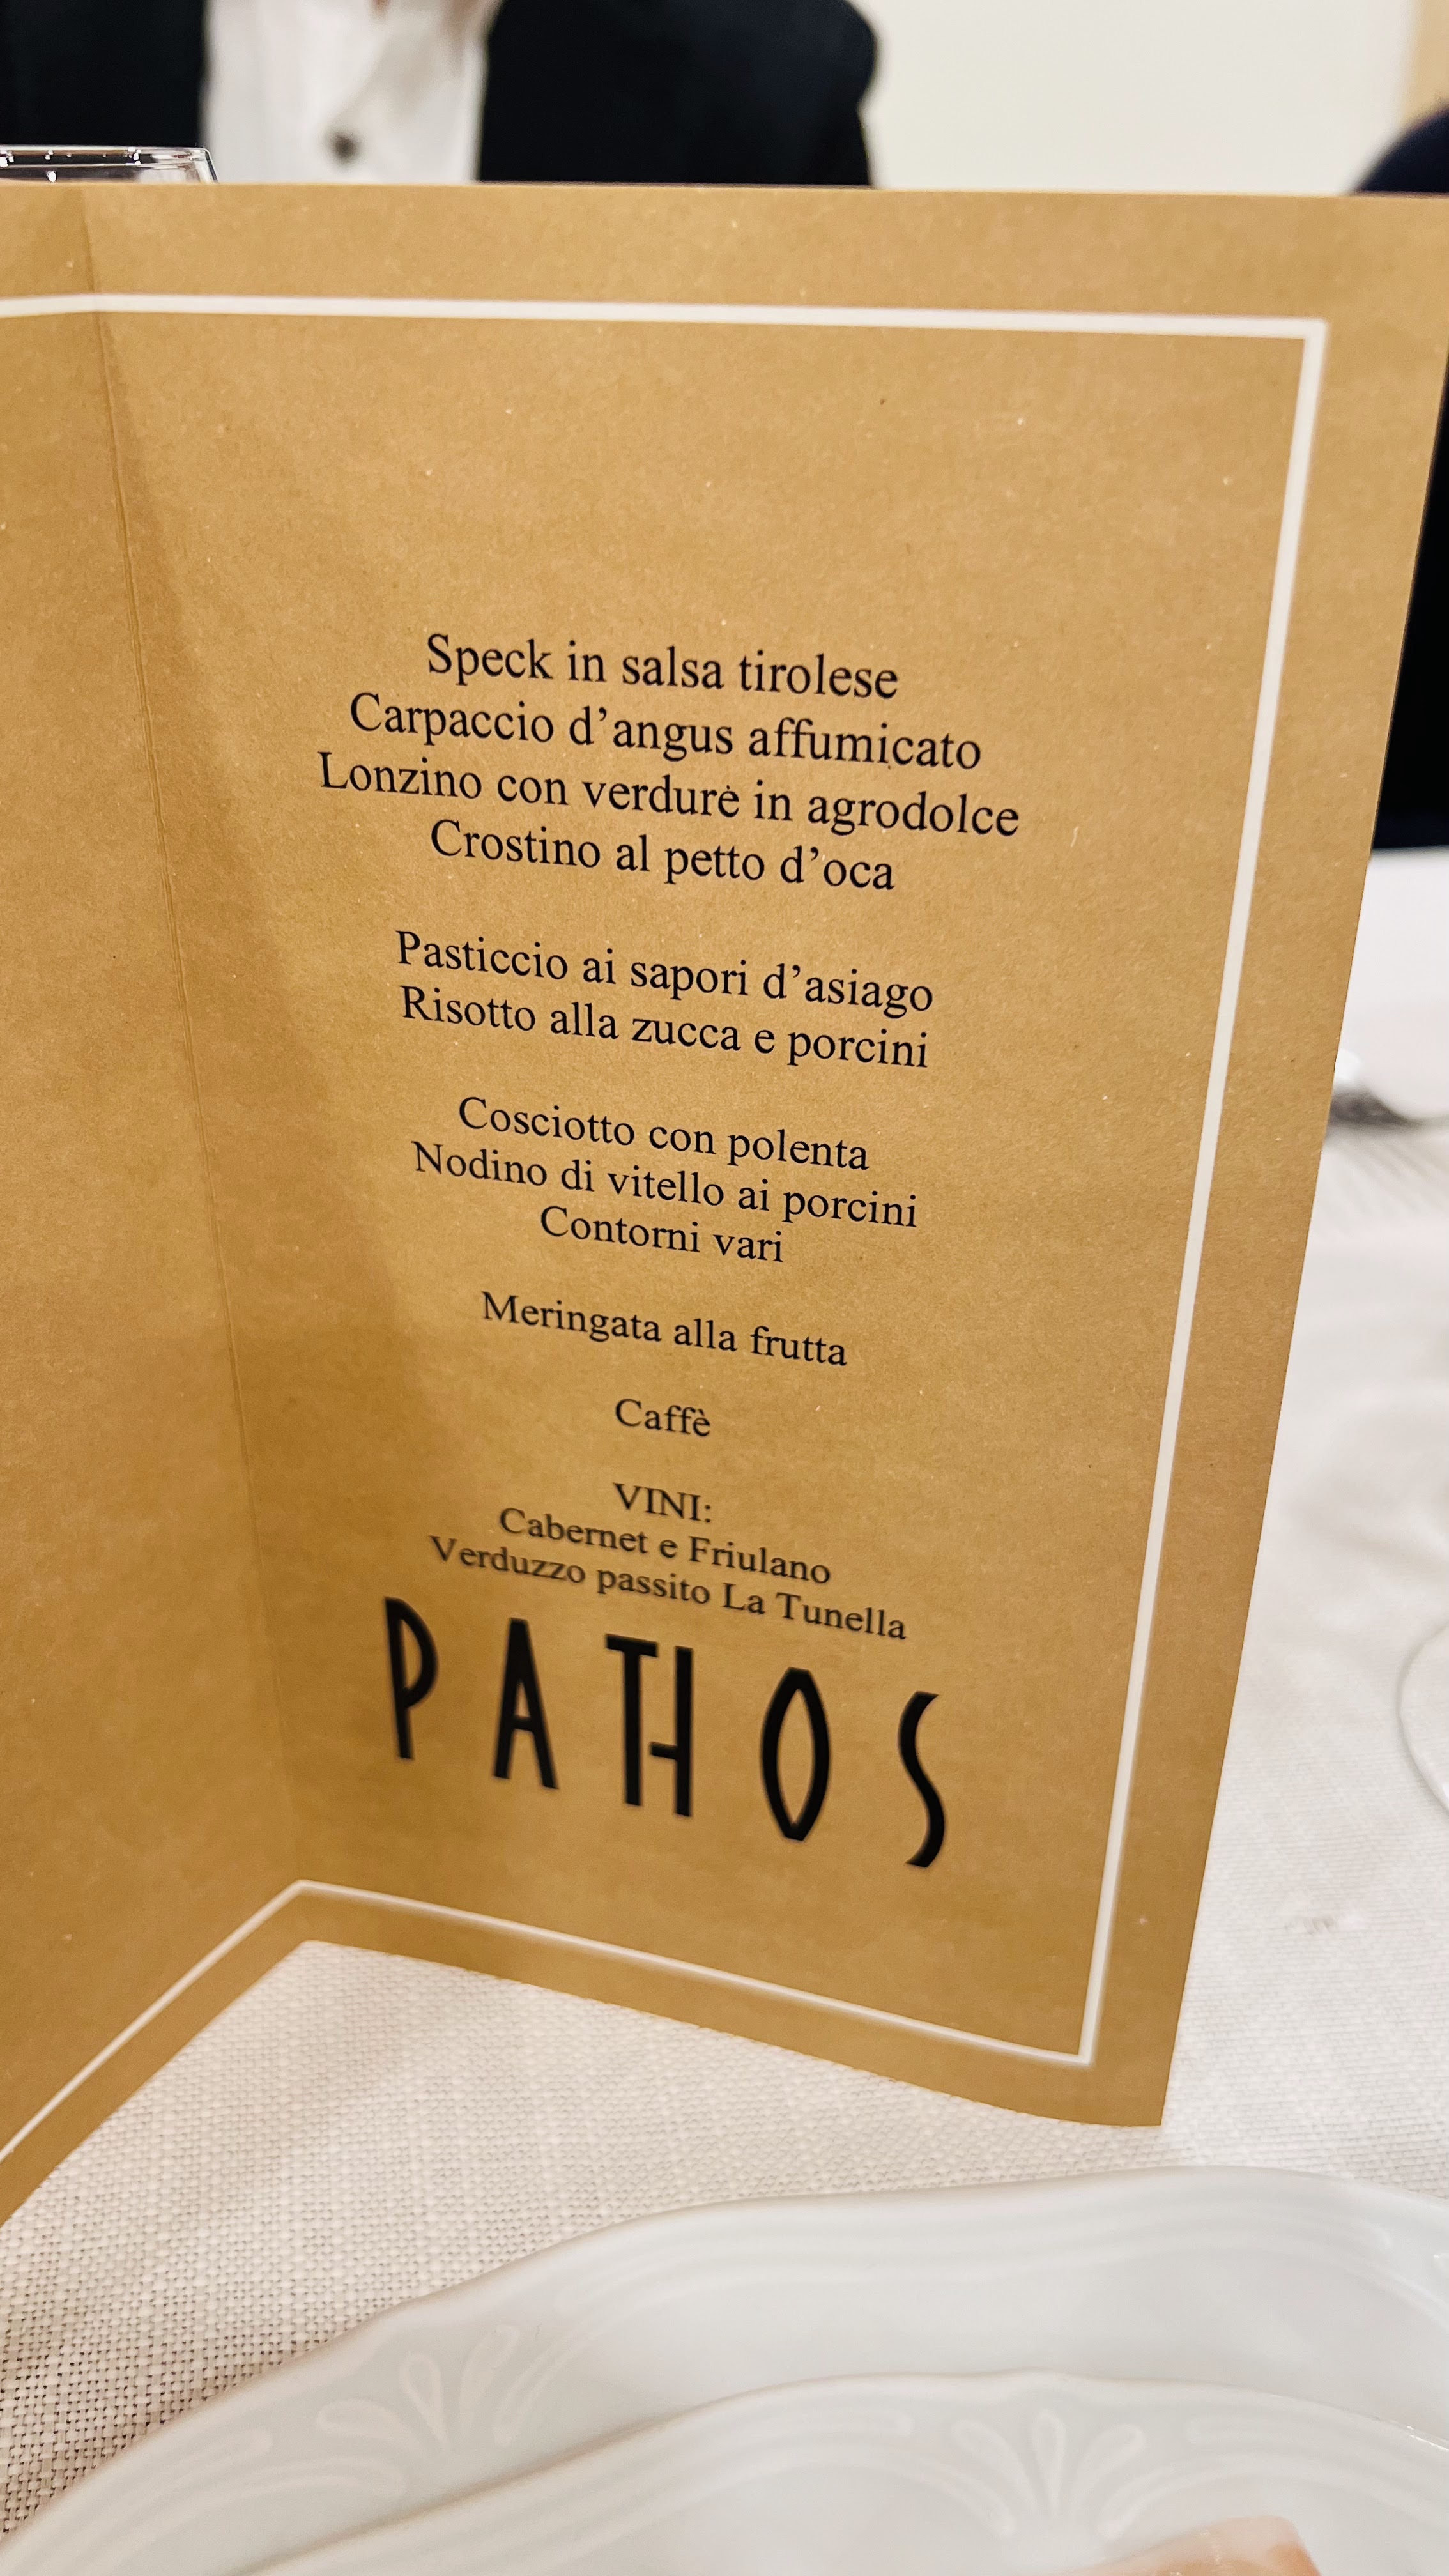 Speck in salsa tirolese
Carpaccio d’angus affumicato
Lonzino con verdure in agrodolce
Crostino al petto d’oca
Pasticcio ai sapori d’asiago
Risotto alla zucca e porcini
Cosciotto con polenta
Nodino di vitello ai porcini
Contorni vari
Meringata alla frutta
Caffè
VINI:
Cabernet e Friulano
Verduzzo passito La Tunella
PATHOS